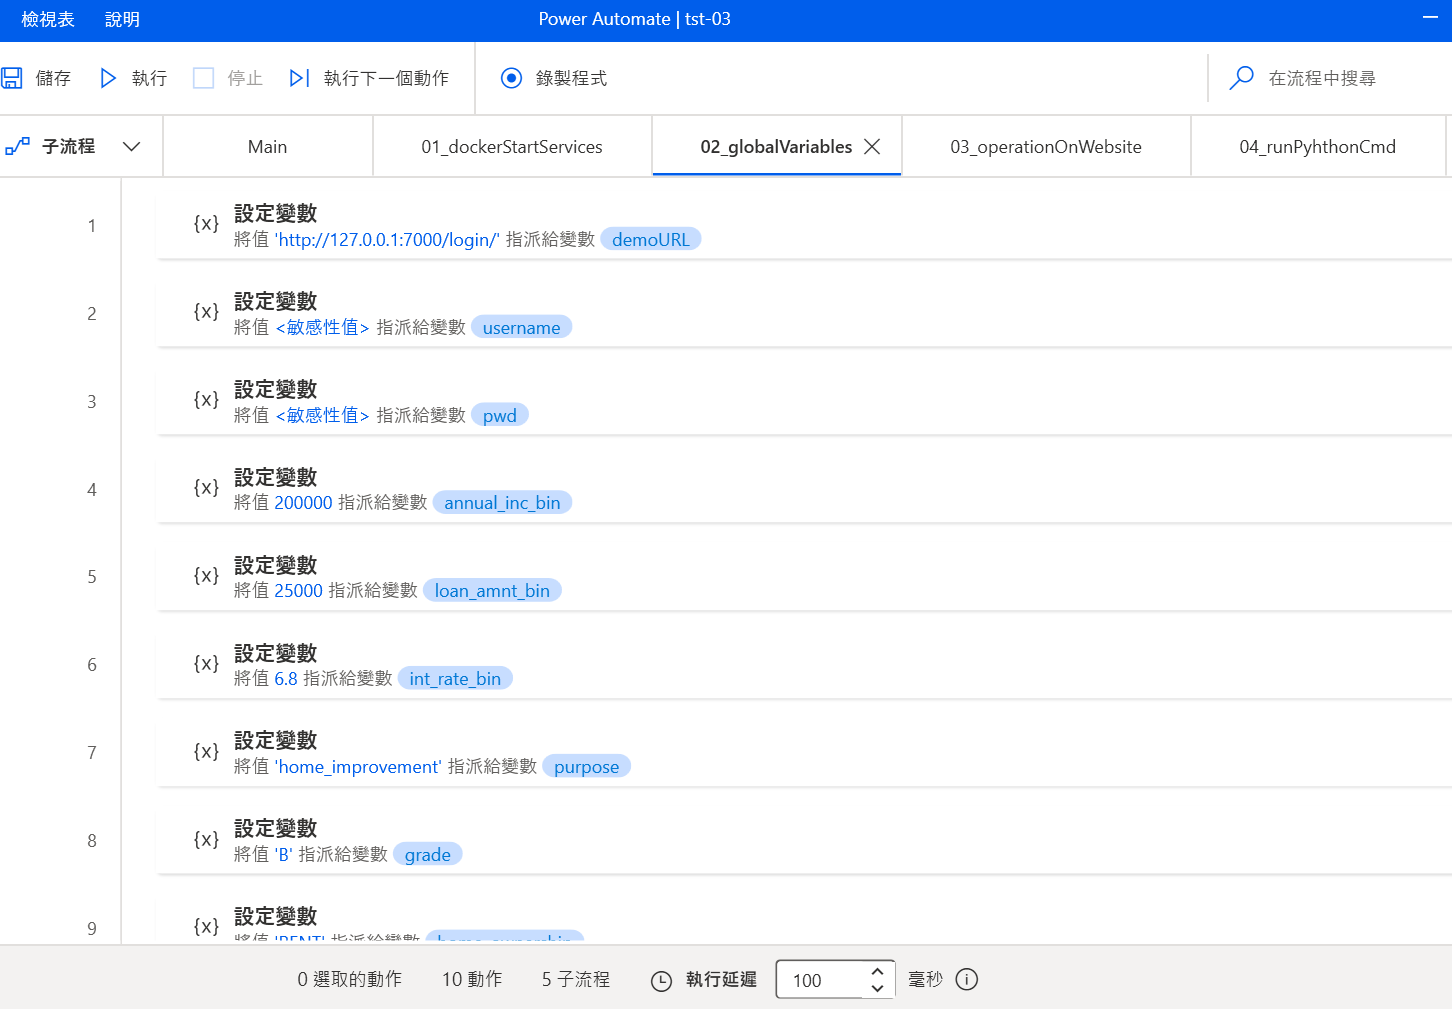 檢視表 說明 Power Automate | tst-03
儲存 執行 停止 執行下一個動作 錄製程式 在流程中搜尋
子流程 Main 01_dockerStartServices 02_globalVariables 03_operationOnWebsite 04_runPyhthonCmd
1 {x} 設定變數
將值 'http://127.0.0.1:7000/login/' 指派給變數 demoURL
2 {x} 設定變數
將值 <敏感性值> 指派給變數 username
3 {x} 設定變數
將值 <敏感性值> 指派給變數 pwd
4 {x} 設定變數
將值 200000 指派給變數 annual_inc_bin
5 {x} 設定變數
將值 25000 指派給變數 loan_amnt_bin
6 {x} 設定變數
將值 6.8 指派給變數 int_rate_bin
7 {x} 設定變數
將值 'home_improvement' 指派給變數 purpose
8 {x} 設定變數
將值 'B' 指派給變數 grade
9 {x} 設定變數
將值 'RENT' 指派給變數 home_ownership
0 選取的動作 10 動作 5 子流程 執行延遲 100 毫秒